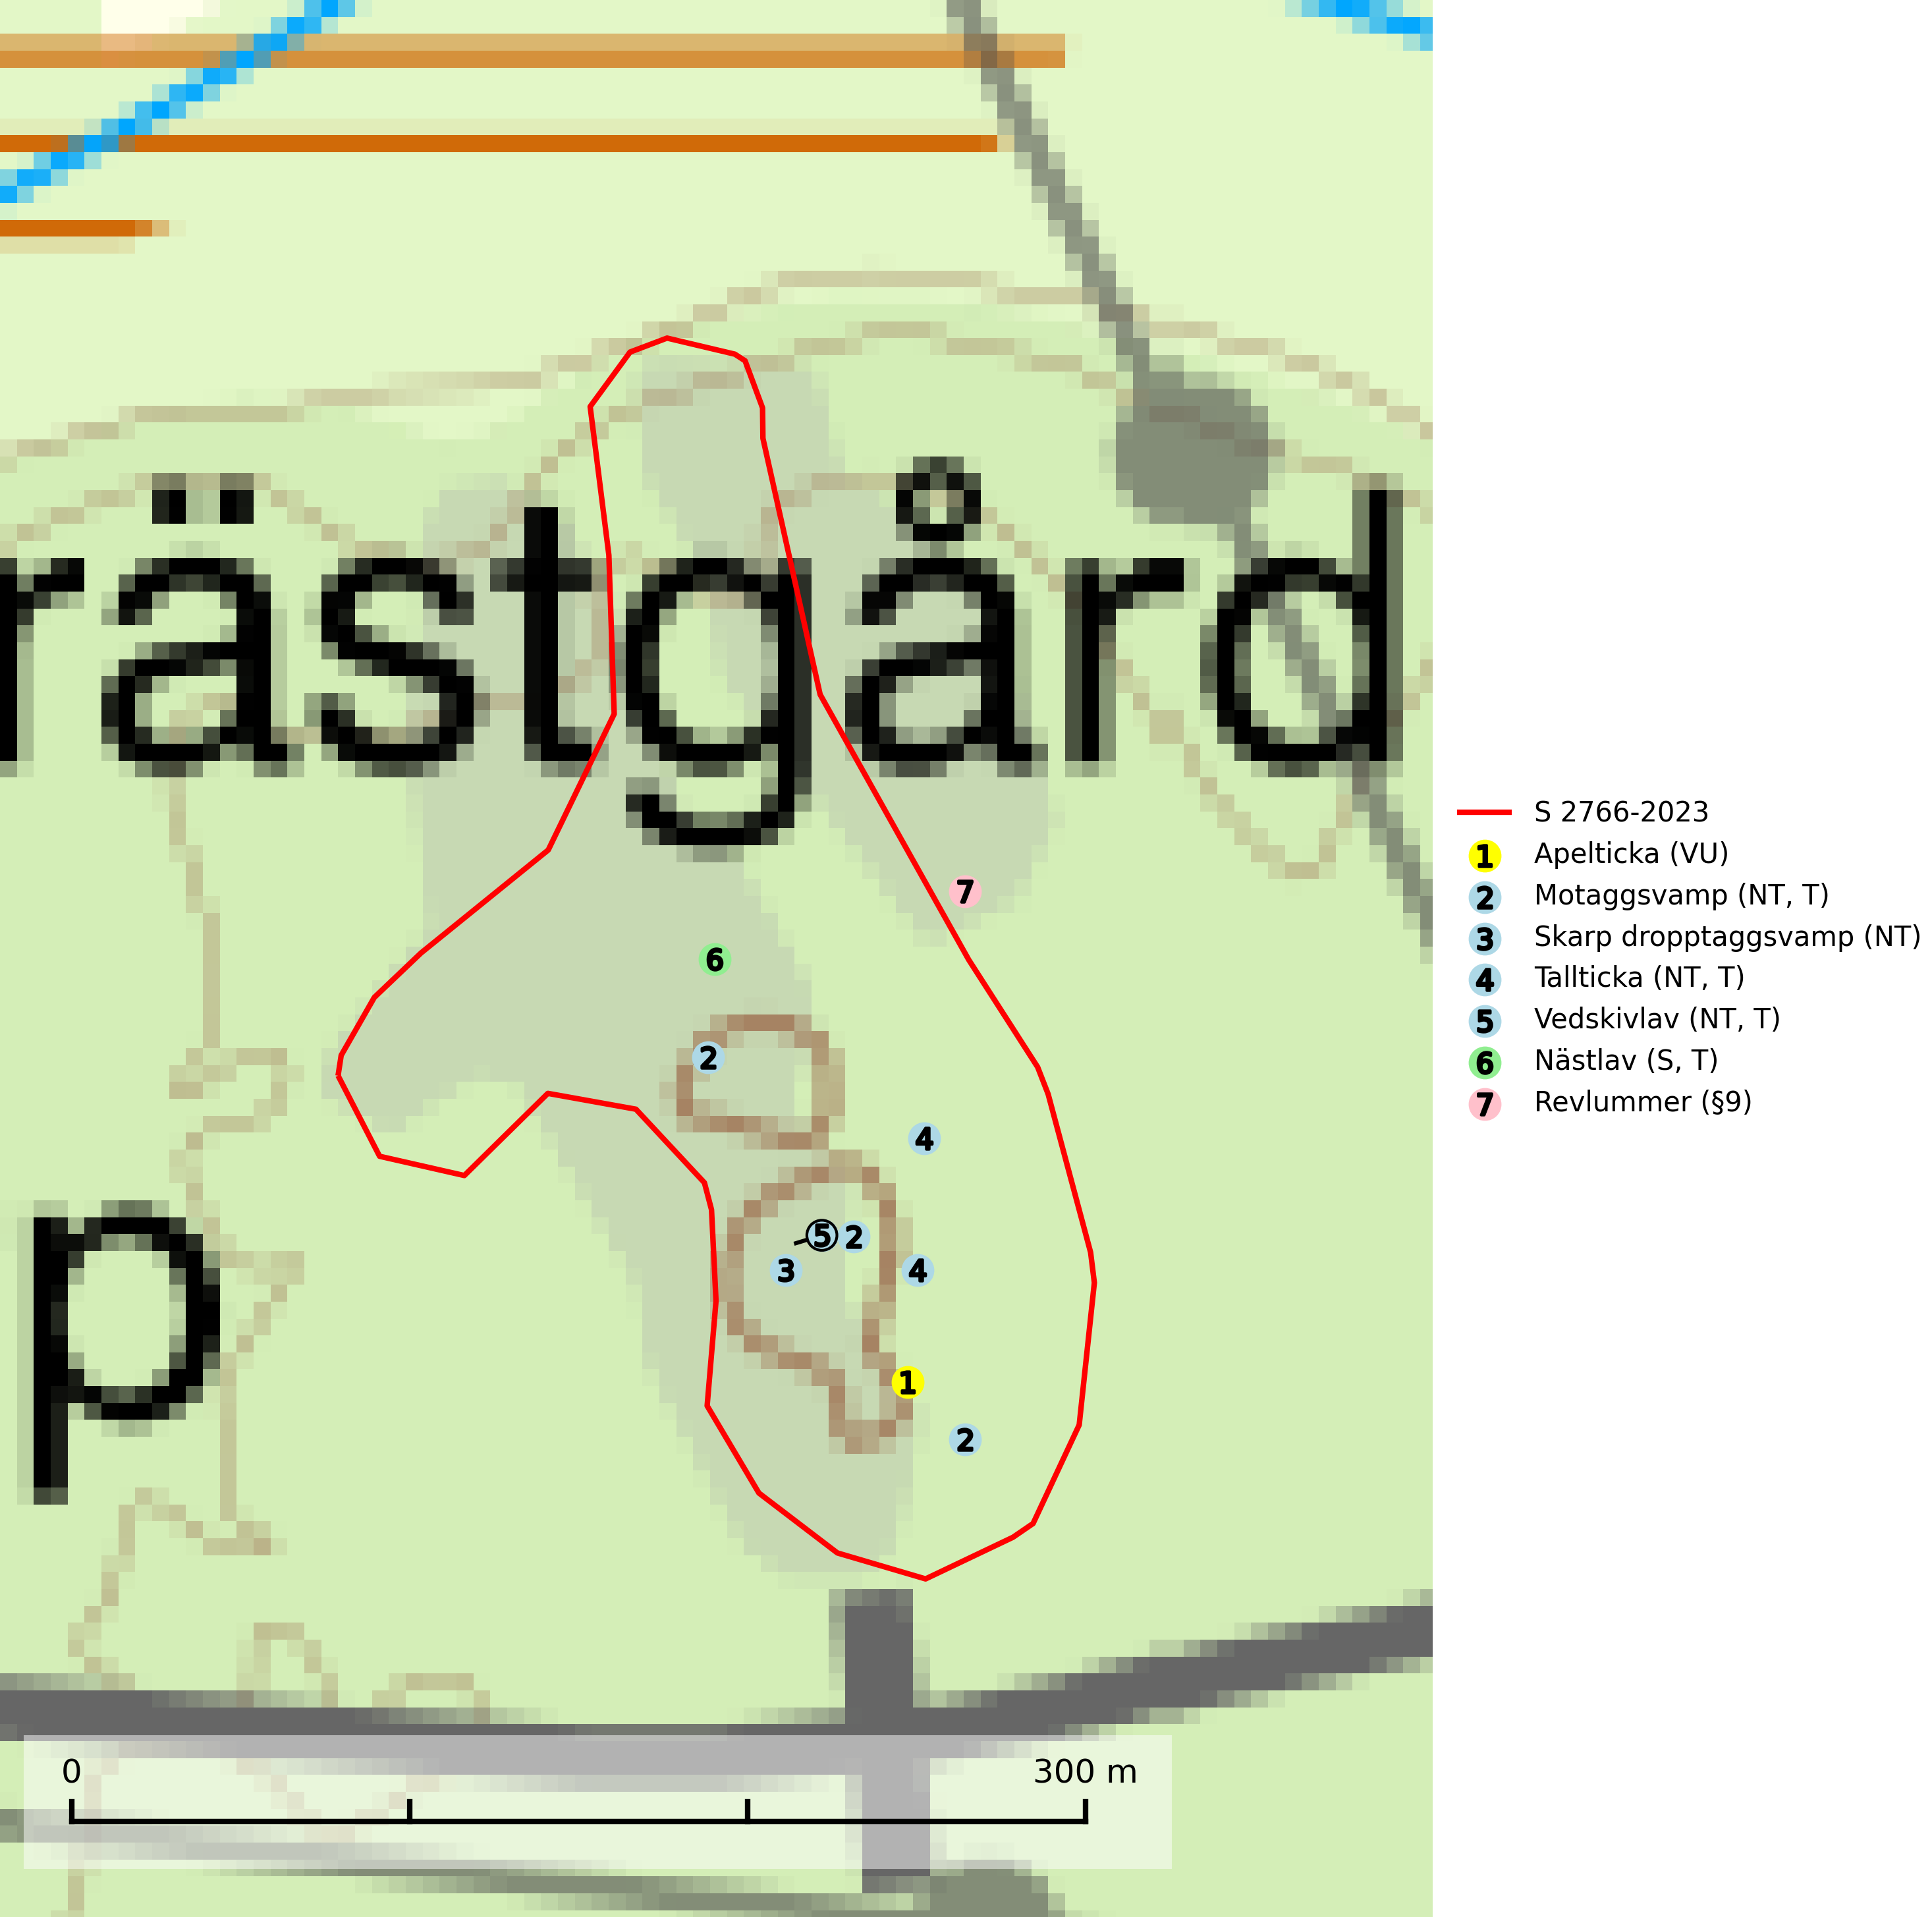 rästgård
7
6
2
4
5 2
3 4
1
2
p
0 300 m
S 2766-2023
1 Apelticka (VU)
2 Motaggsvamp (NT, T)
3 Skarp dropptaggsvamp (NT)
4 Tallticka (NT, T)
5 Vedskivlav (NT, T)
6 Nästlav (S, T)
7 Revlummer (§9)